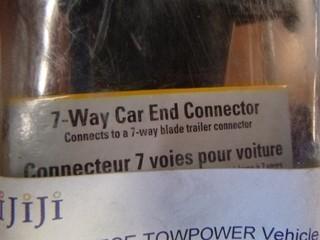 7-Way Car End Connector
Connects to a 7-way blade trailer connector
Connecteur 7 voies pour voiture
iJiJi
TOWPOWER Vehicle